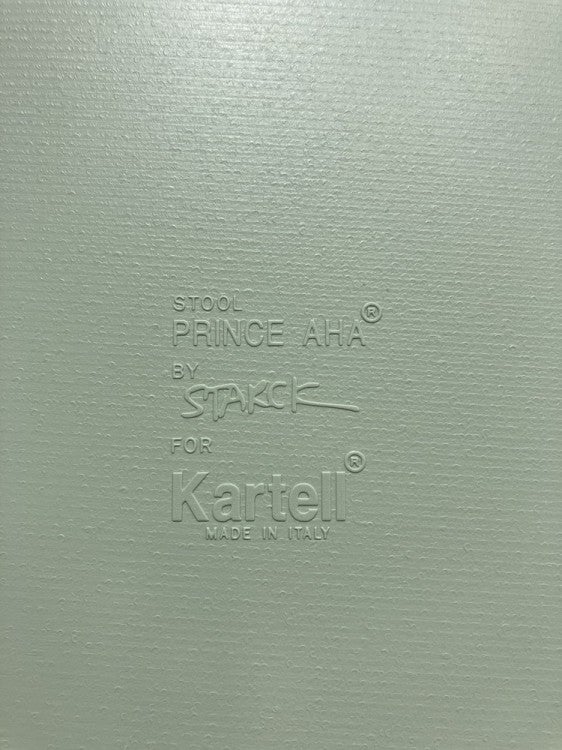 STOOL
PRINCE AHA®
BY
STARCK
FOR
Kartell®
MADE IN ITALY